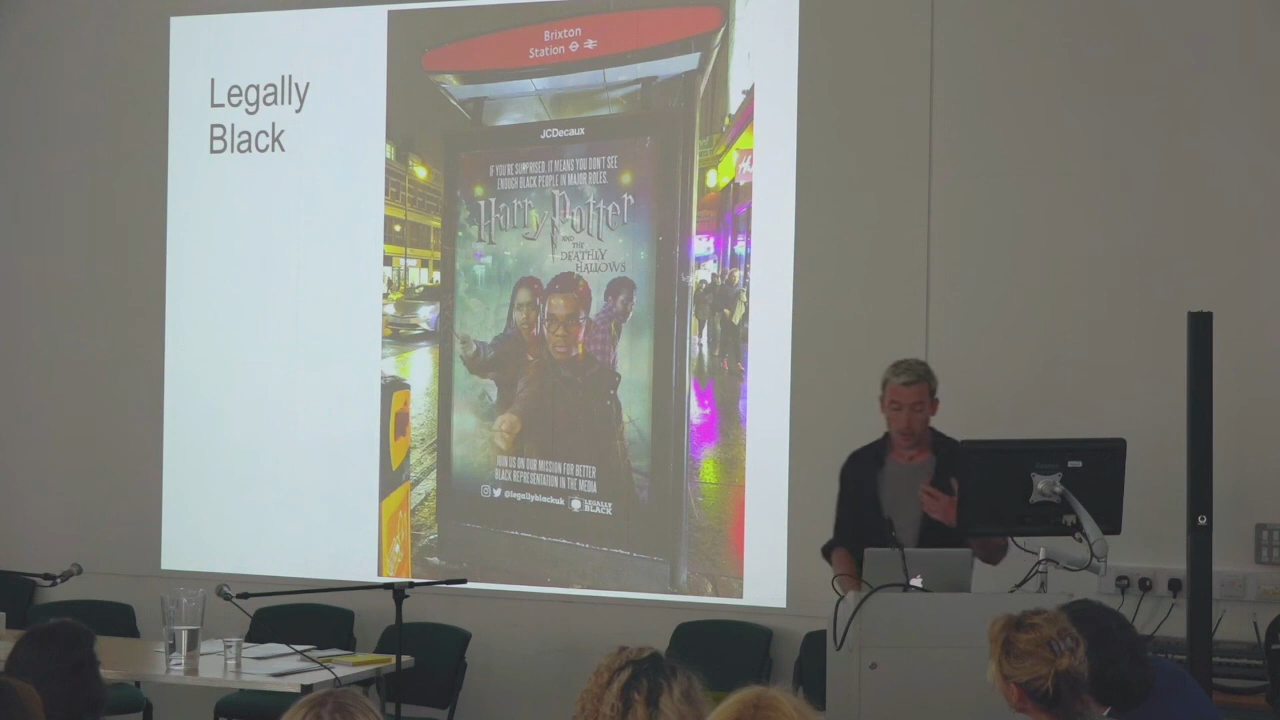 Legally
Black
Brixton
Station
JCDecaux
IF YOU'RE SURPRISED, IT MEANS YOU DON'T SEE
ENOUGH BLACK PEOPLE IN MAJOR ROLES.
Harry Potter
AND
THE
DEATHLY
HALLOWS
JOIN US ON OUR MISSION FOR BETTER
BLACK REPRESENTATION IN THE MEDIA
@legallyblackuk
LEGALLY
BLACK